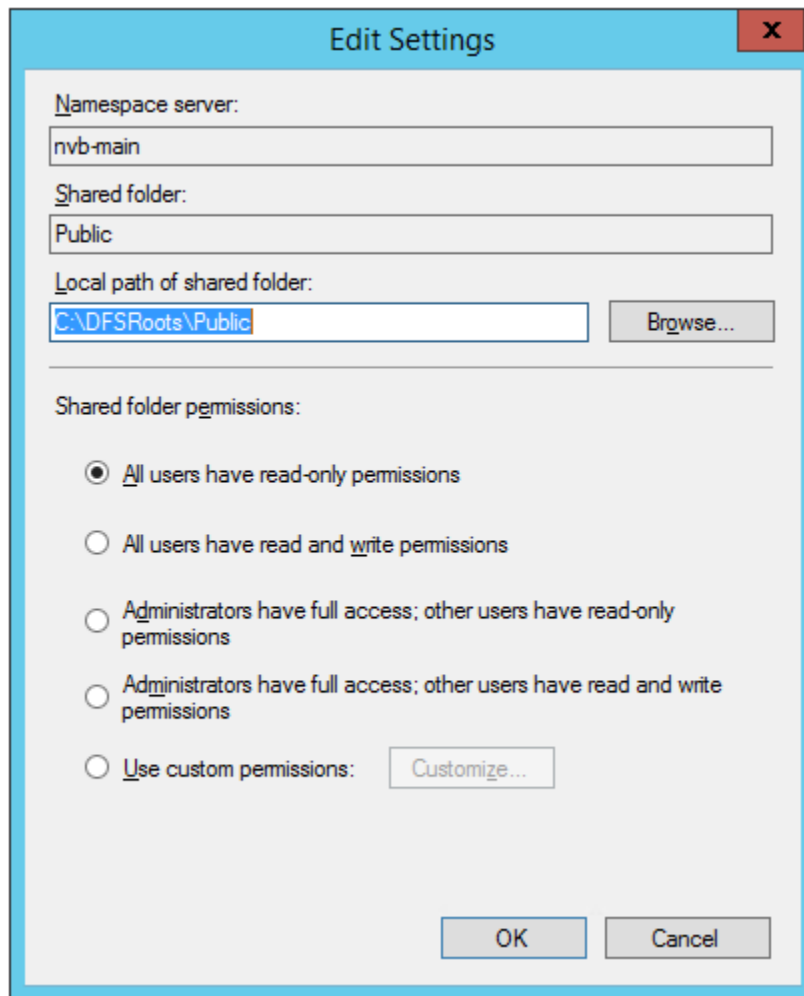 Edit Settings
x
Namespace server:
nvb-main
Shared folder:
Public
Local path of shared folder:
C:\DFSRoots\Public
Browse...
Shared folder permissions:
All users have read-only permissions
All users have read and write permissions
Administrators have full access; other users have read-only
permissions
Administrators have full access; other users have read and write
permissions
Use custom permissions:
Customize...
OK
Cancel